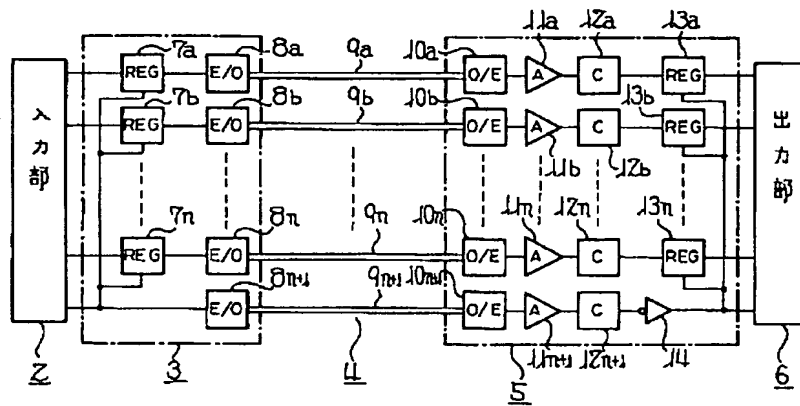 7a 8a 9a 10a 11a 12a 13a
REG E/O O/E A C REG
7b 8b 9b 10b 13b
REG E/O O/E A C REG
11b 12b
入力部
出力部
7n 8n 9n 10n 11n 12n 13n
REG E/O O/E A C REG
8n+1 9n+1 10n+1
E/O O/E A C
11n+1 12n+1 14
2 3 4 5 6